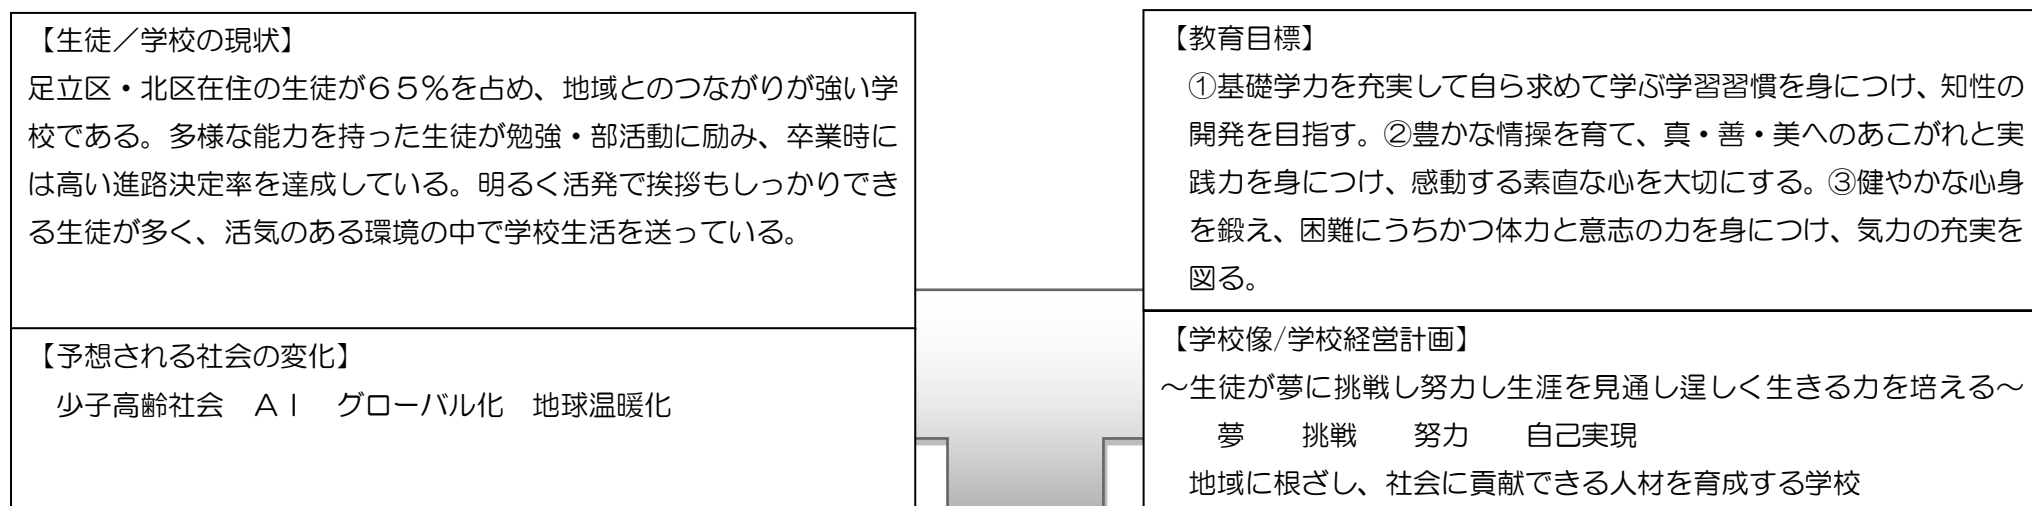 【生徒／学校の現状】
足立区・北区在住の生徒が６５％を占め、地域とのつながりが強い学
校である。多様な能力を持った生徒が勉強・部活動に励み、卒業時に
は高い進路決定率を達成している。明るく活発で挨拶もしっかりでき
る生徒が多く、活気のある環境の中で学校生活を送っている。
【予想される社会の変化】
少子高齢社会　ＡＩ　グローバル化　地球温暖化
【教育目標】
①基礎学力を充実して自ら求めて学ぶ学習習慣を身につけ、知性の
開発を目指す。②豊かな情操を育て、真・善・美へのあこがれと実
践力を身につけ、感動する素直な心を大切にする。③健やかな心身
を鍛え、困難にうちかつ体力と意志の力を身につけ、気力の充実を
図る。
【学校像/学校経営計画】
～生徒が夢に挑戦し努力し生涯を見通し逞しく生きる力を培える～
夢　　挑戦　　努力　　自己実現
地域に根ざし、社会に貢献できる人材を育成する学校